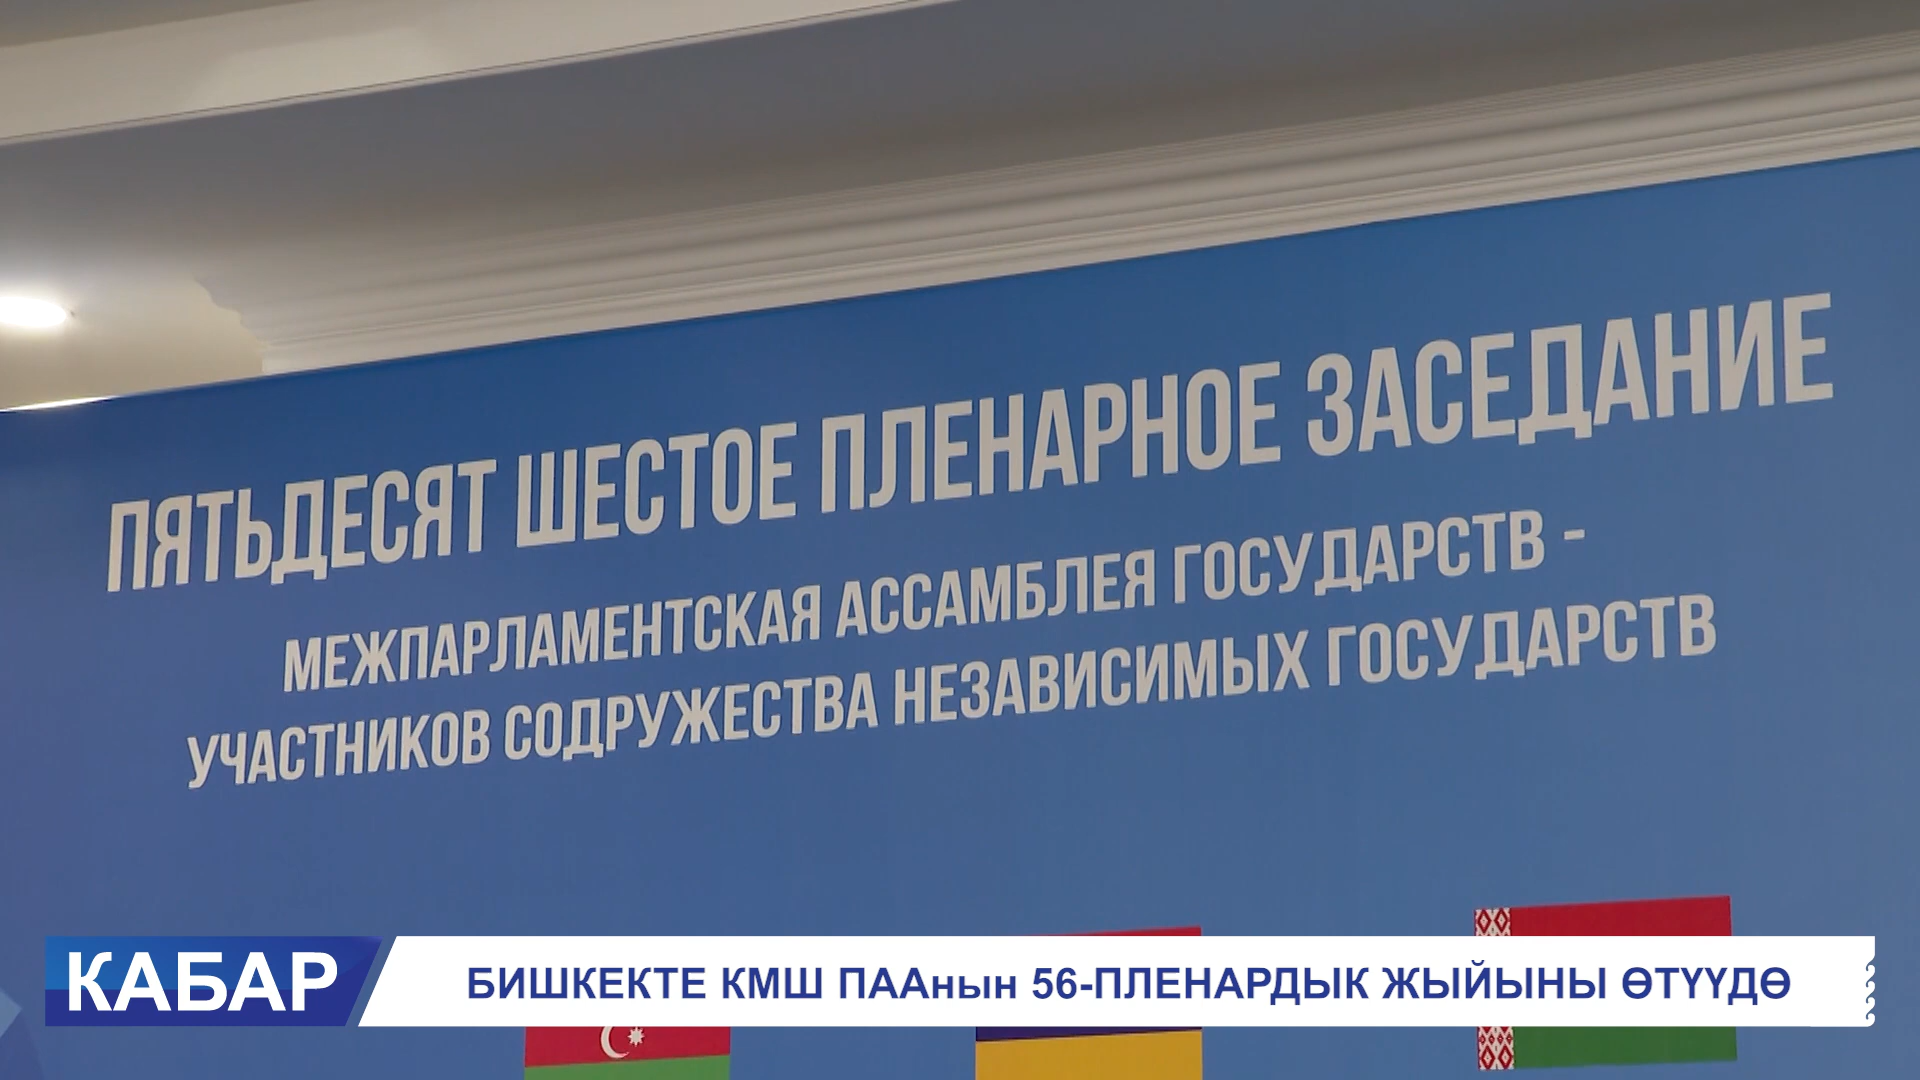 ПЯТЬДЕСЯТ ШЕСТОЕ ПЛЕНАРНОЕ ЗАСЕДАНИЕ
МЕЖПАРЛАМЕНТСКАЯ АССАМБЛЕЯ ГОСУДАРСТВ -
УЧАСТНИКОВ СОДРУЖЕСТВА НЕЗАВИСИМЫХ ГОСУДАРСТВ
КАБАР
БИШКЕКТЕ КМШ ПААнын 56-ПЛЕНАРДЫК ЖЫЙЫНЫ ӨТҮҮДӨ